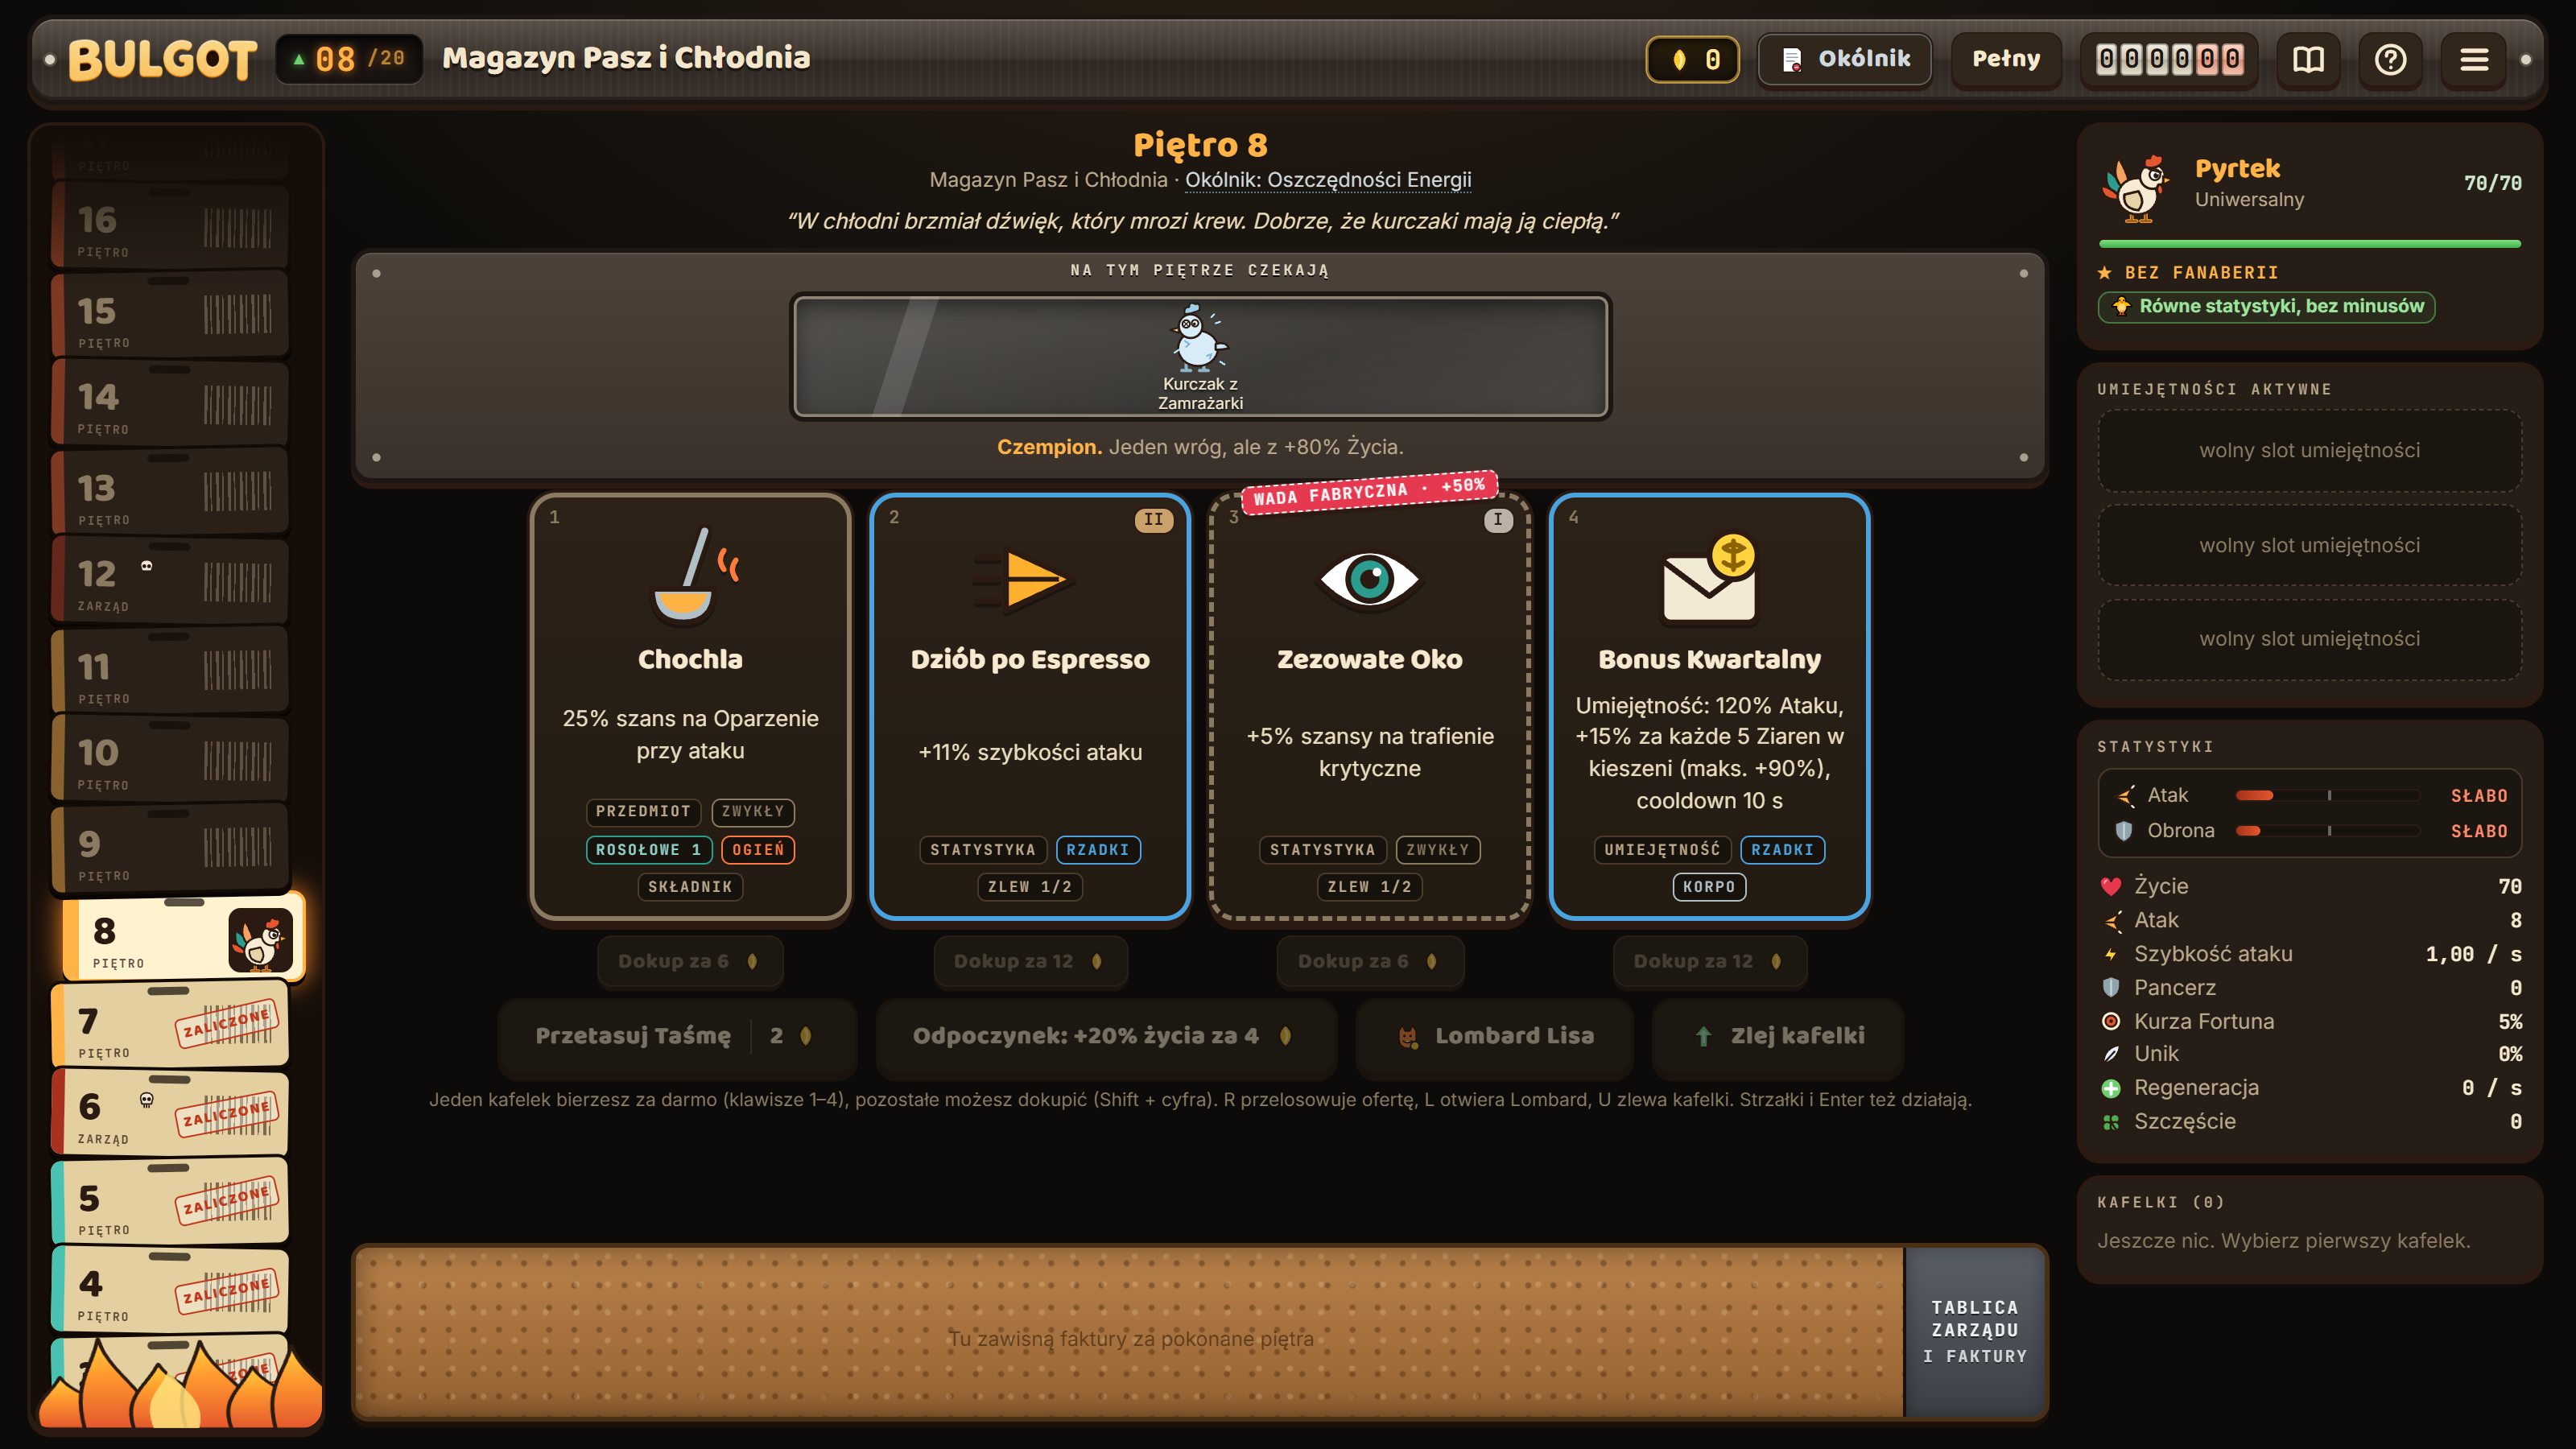 BULGOT
08 /20
Magazyn Pasz i Chłodnia
0
Okólnik
Pełny
000000
16
PIĘTRO
15
PIĘTRO
14
PIĘTRO
13
PIĘTRO
12
ZARZĄD
11
PIĘTRO
10
PIĘTRO
9
PIĘTRO
8
PIĘTRO
7
PIĘTRO
ZALICZONE
6
ZARZĄD
ZALICZONE
5
PIĘTRO
ZALICZONE
4
PIĘTRO
ZALICZONE
Piętro 8
Magazyn Pasz i Chłodnia · Okólnik: Oszczędności Energii
“W chłodni brzmiał dźwięk, który mrozi krew. Dobrze, że kurczaki mają ją ciepłą.”
NA TYM PIĘTRZE CZEKAJĄ
Kurczak z
Zamrażarki
Czempion. Jeden wróg, ale z +80% Życia.
1
Chochla
25% szans na Oparzenie
przy ataku
PRZEDMIOT ZWYKŁY
ROSOŁOWE 1 OGIEŃ
SKŁADNIK
Dokup za 6
2
II
Dziób po Espresso
+11% szybkości ataku
STATYSTYKA RZADKI
ZLEW 1/2
Dokup za 12
WADA FABRYCZNA · +50%
3
I
Zezowate Oko
+5% szansy na trafienie
krytyczne
STATYSTYKA ZWYKŁY
ZLEW 1/2
Dokup za 6
4
Bonus Kwartalny
Umiejętność: 120% Ataku,
+15% za każde 5 Ziaren w
kieszeni (maks. +90%),
cooldown 10 s
UMIEJĘTNOŚĆ RZADKI
KORPO
Dokup za 12
Przetasuj Taśmę 2
Odpoczynek: +20% życia za 4
Lombard Lisa
Zlej kafelki
Jeden kafelek bierzesz za darmo (klawisze 1–4), pozostałe możesz dokupić (Shift + cyfra). R przelosowuje ofertę, L otwiera Lombard, U zlewa kafelki. Strzałki i Enter też działają.
Tu zawisną faktury za pokonane piętra
TABLICA
ZARZĄDU
I FAKTURY
Pyrtek
Uniwersalny
70/70
BEZ FANABERII
Równe statystyki, bez minusów
UMIEJĘTNOŚCI AKTYWNE
wolny slot umiejętności
wolny slot umiejętności
wolny slot umiejętności
STATYSTYKI
Atak SŁABO
Obrona SŁABO
Życie 70
Atak 8
Szybkość ataku 1,00 / s
Pancerz 0
Kurza Fortuna 5%
Unik 0%
Regeneracja 0 / s
Szczęście 0
KAFELKI (0)
Jeszcze nic. Wybierz pierwszy kafelek.